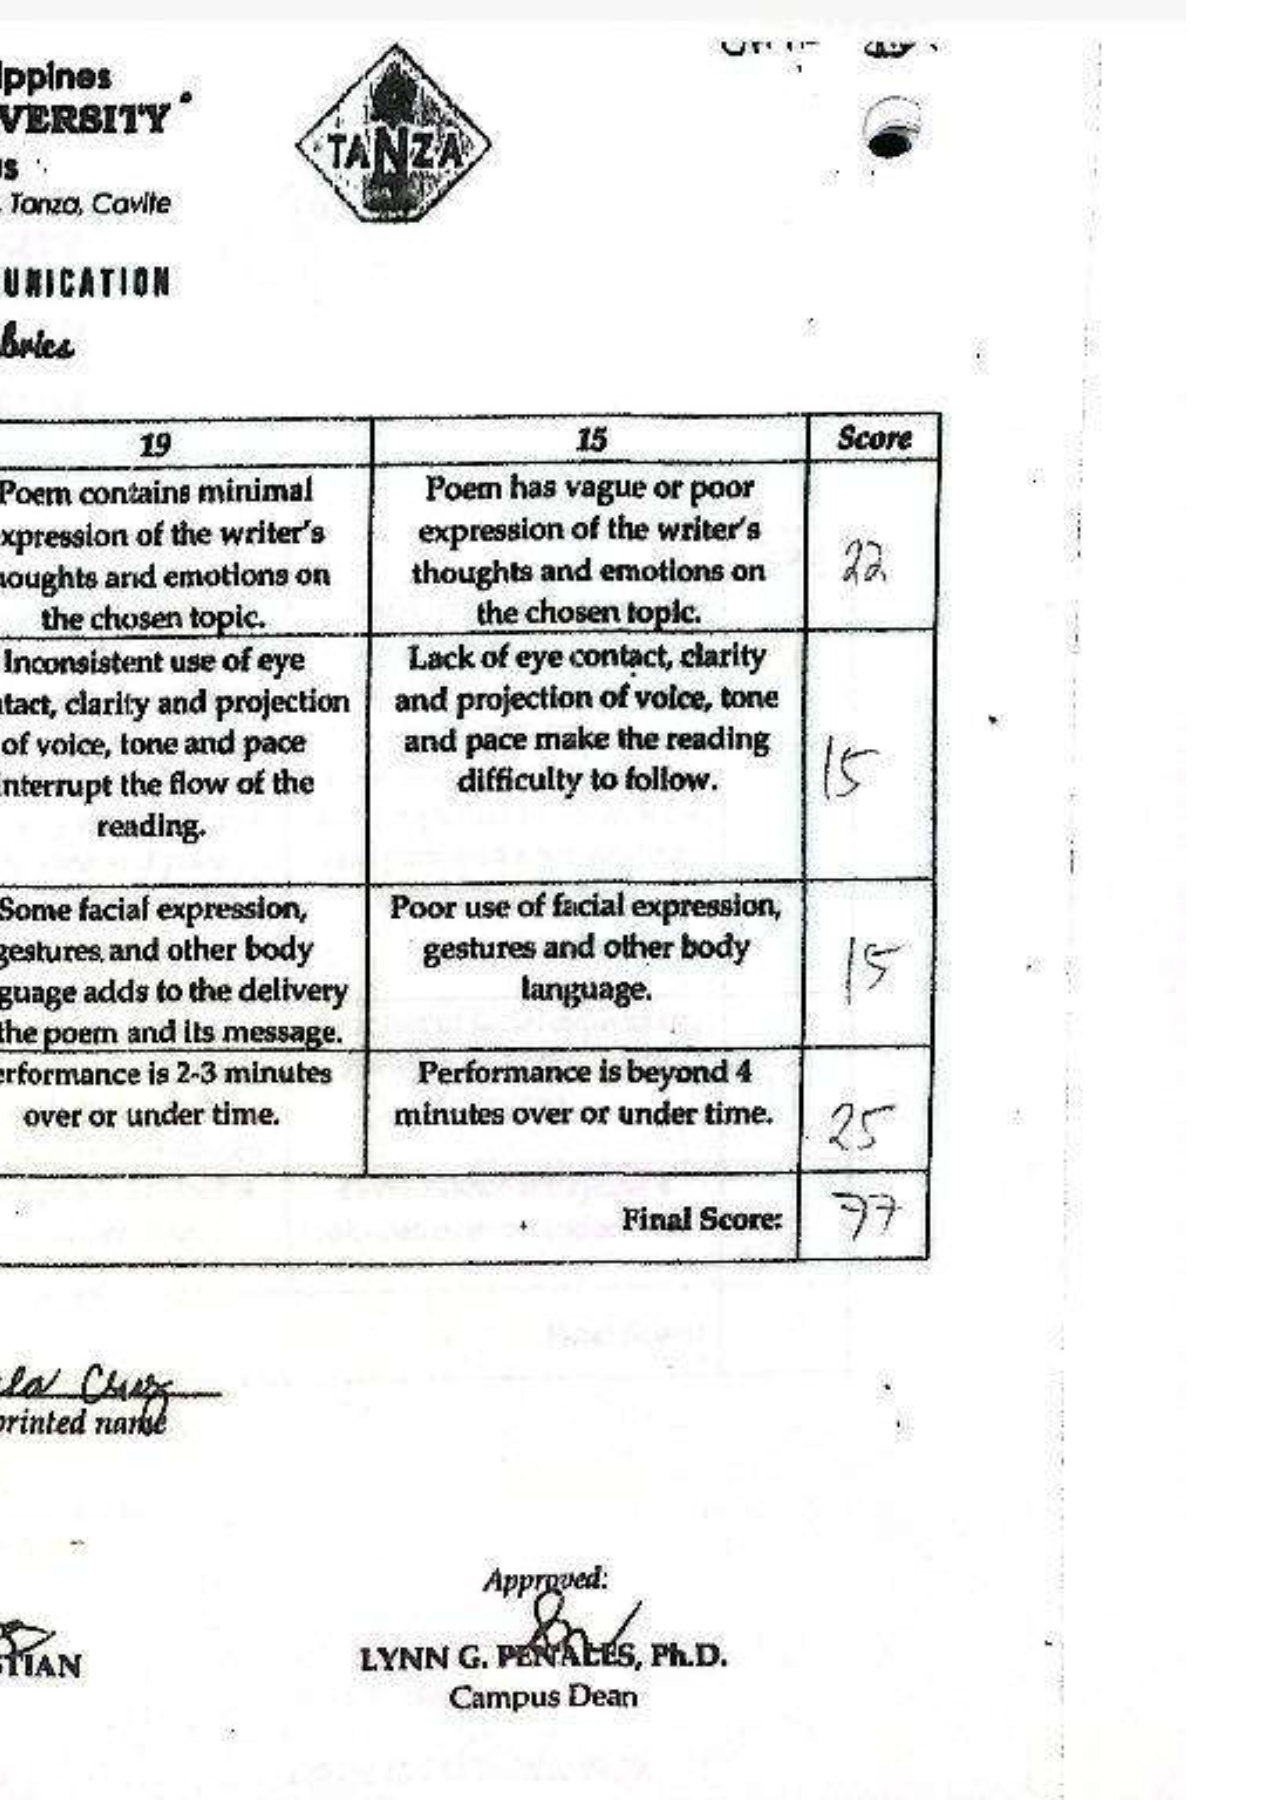 ippines
VERSITY
us
, Tanza, Cavite
TANZA
UNICATION
brics
19 15 Score
Poem contains minimal
xpression of the writer's
houghts and emotions on
the chosen topic.
Poem has vague or poor
expression of the writer's
thoughts and emotions on
the chosen topic.
22
Inconsistent use of eye
ntact, clarity and projection
of voice, tone and pace
nterrupt the flow of the
reading.
Lack of eye contact, clarity
and projection of voice, tone
and pace make the reading
difficulty to follow.
15
Some facial expression,
gestures, and other body
guage adds to the delivery
the poem and its message.
Poor use of facial expression,
gestures and other body
language.
15
erformance is 2-3 minutes
over or under time.
Performance is beyond 4
minutes over or under time.
25
Final Score: 77
ela Cruz
printed name
STIAN
Approved:
LYNN G. PENALES, Ph.D.
Campus Dean